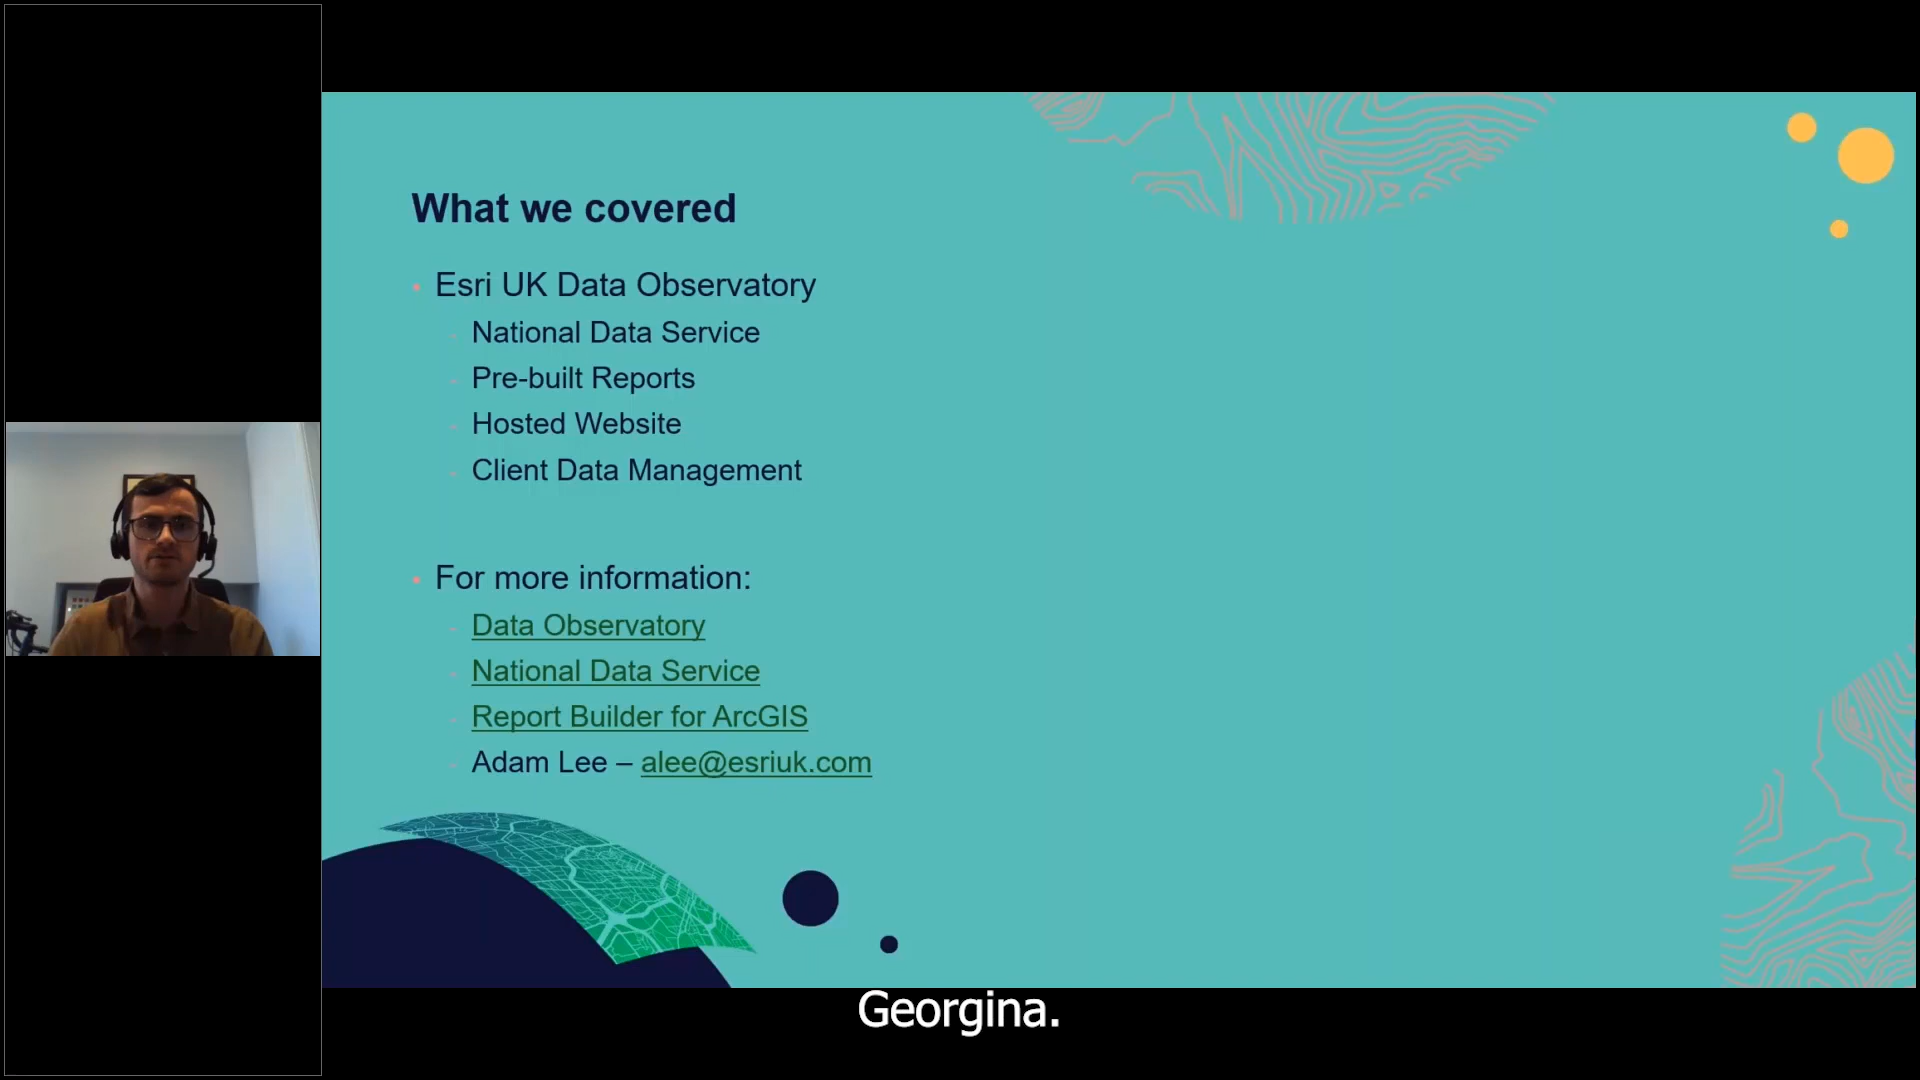 What we covered
• Esri UK Data Observatory
- National Data Service
- Pre-built Reports
- Hosted Website
- Client Data Management
• For more information:
- Data Observatory
- National Data Service
- Report Builder for ArcGIS
- Adam Lee – alee@esriuk.com
Georgina.